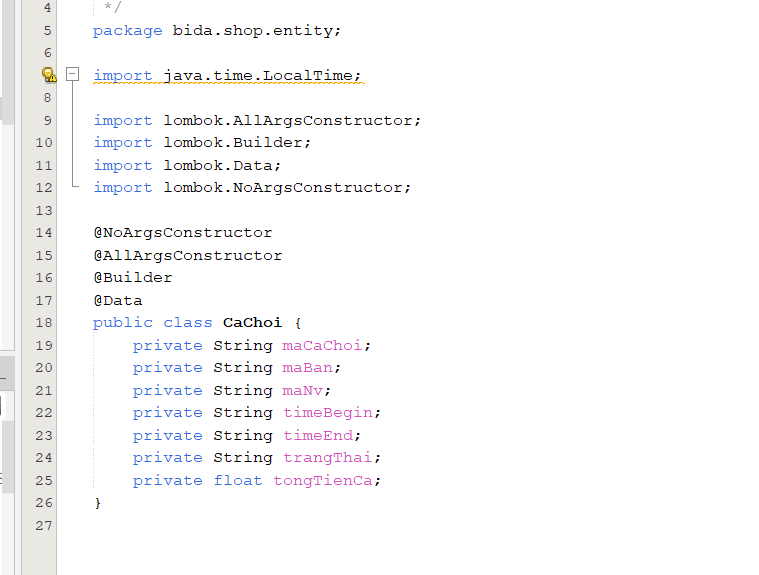 4 */
5 package bida.shop.entity;
6
import java.time.LocalTime;
8
9 import lombok.AllArgsConstructor;
10 import lombok.Builder;
11 import lombok.Data;
12 import lombok.NoArgsConstructor;
13
14 @NoArgsConstructor
15 @AllArgsConstructor
16 @Builder
17 @Data
18 public class CaChoi {
19 private String maCaChoi;
20 private String maBan;
21 private String maNv;
22 private String timeBegin;
23 private String timeEnd;
24 private String trangThai;
25 private float tongTienCa;
26 }
27